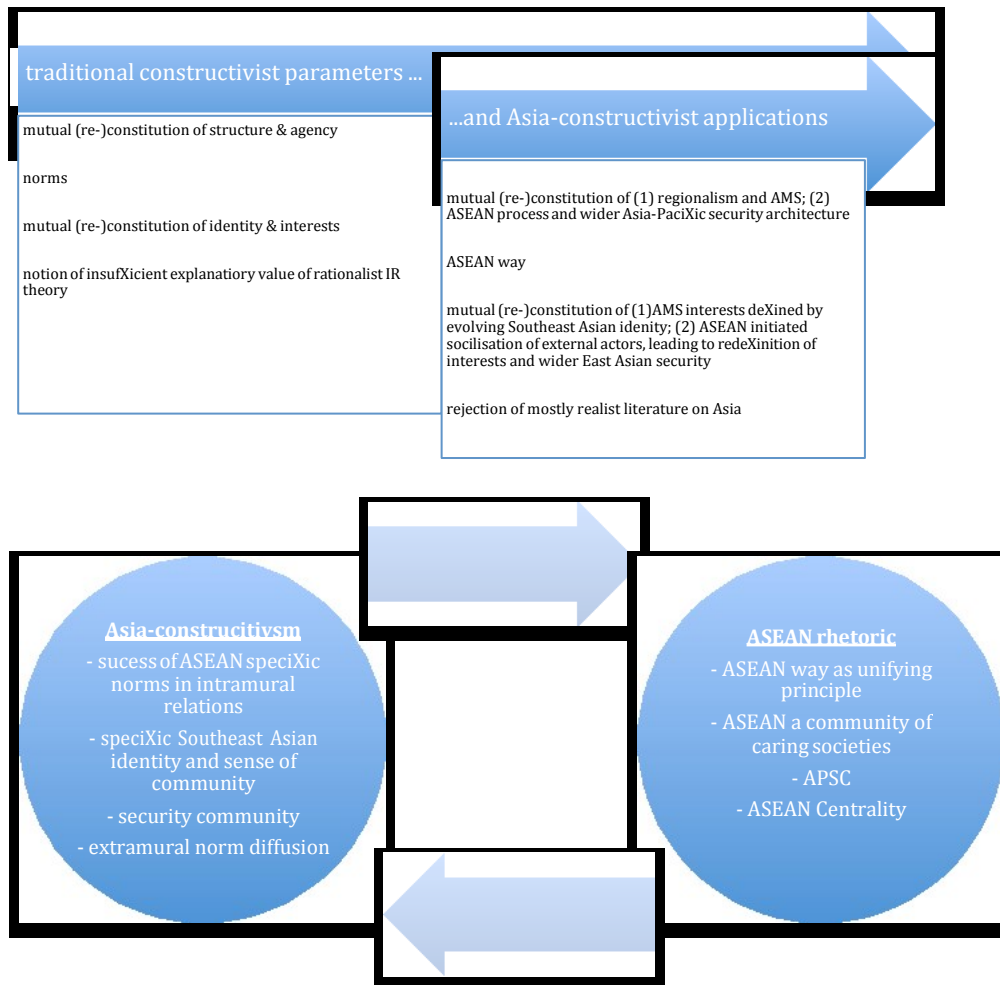 traditional constructivist parameters ...
mutual (re-)constitution of structure & agency
norms
mutual (re-)constitution of identity & interests
notion of insufXicient explanatiory value of rationalist IR
theory
...and Asia-constructivist applications
mutual (re-)constitution of (1) regionalism and AMS; (2)
ASEAN process and wider Asia-PaciXic security architecture
ASEAN way
mutual (re-)constitution of (1)AMS interests deXined by
evolving Southeast Asian idenity; (2) ASEAN initiated
socilisation of external actors, leading to redeXinition of
interests and wider East Asian security
rejection of mostly realist literature on Asia
Asia-construcitivsm
- sucess of ASEAN speciXic
norms in intramural
relations
- speciXic Southeast Asian
identity and sense of
community
- security community
- extramural norm diffusion
ASEAN rhetoric
- ASEAN way as unifying
principle
- ASEAN a community of
caring societies
- APSC
- ASEAN Centrality